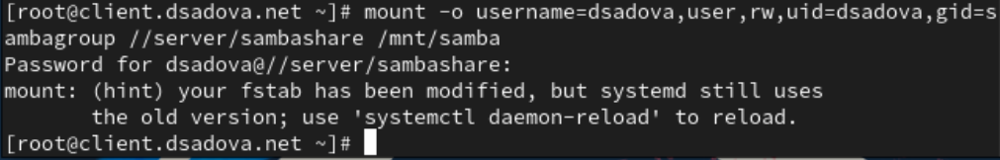 [root@client.dsadova.net ~]# mount -o username=dsadova,user,rw,uid=dsadova,gid=s
ambagroup //server/sambashare /mnt/samba
Password for dsadova@//server/sambashare:
mount: (hint) your fstab has been modified, but systemd still uses
       the old version; use 'systemctl daemon-reload' to reload.
[root@client.dsadova.net ~]#